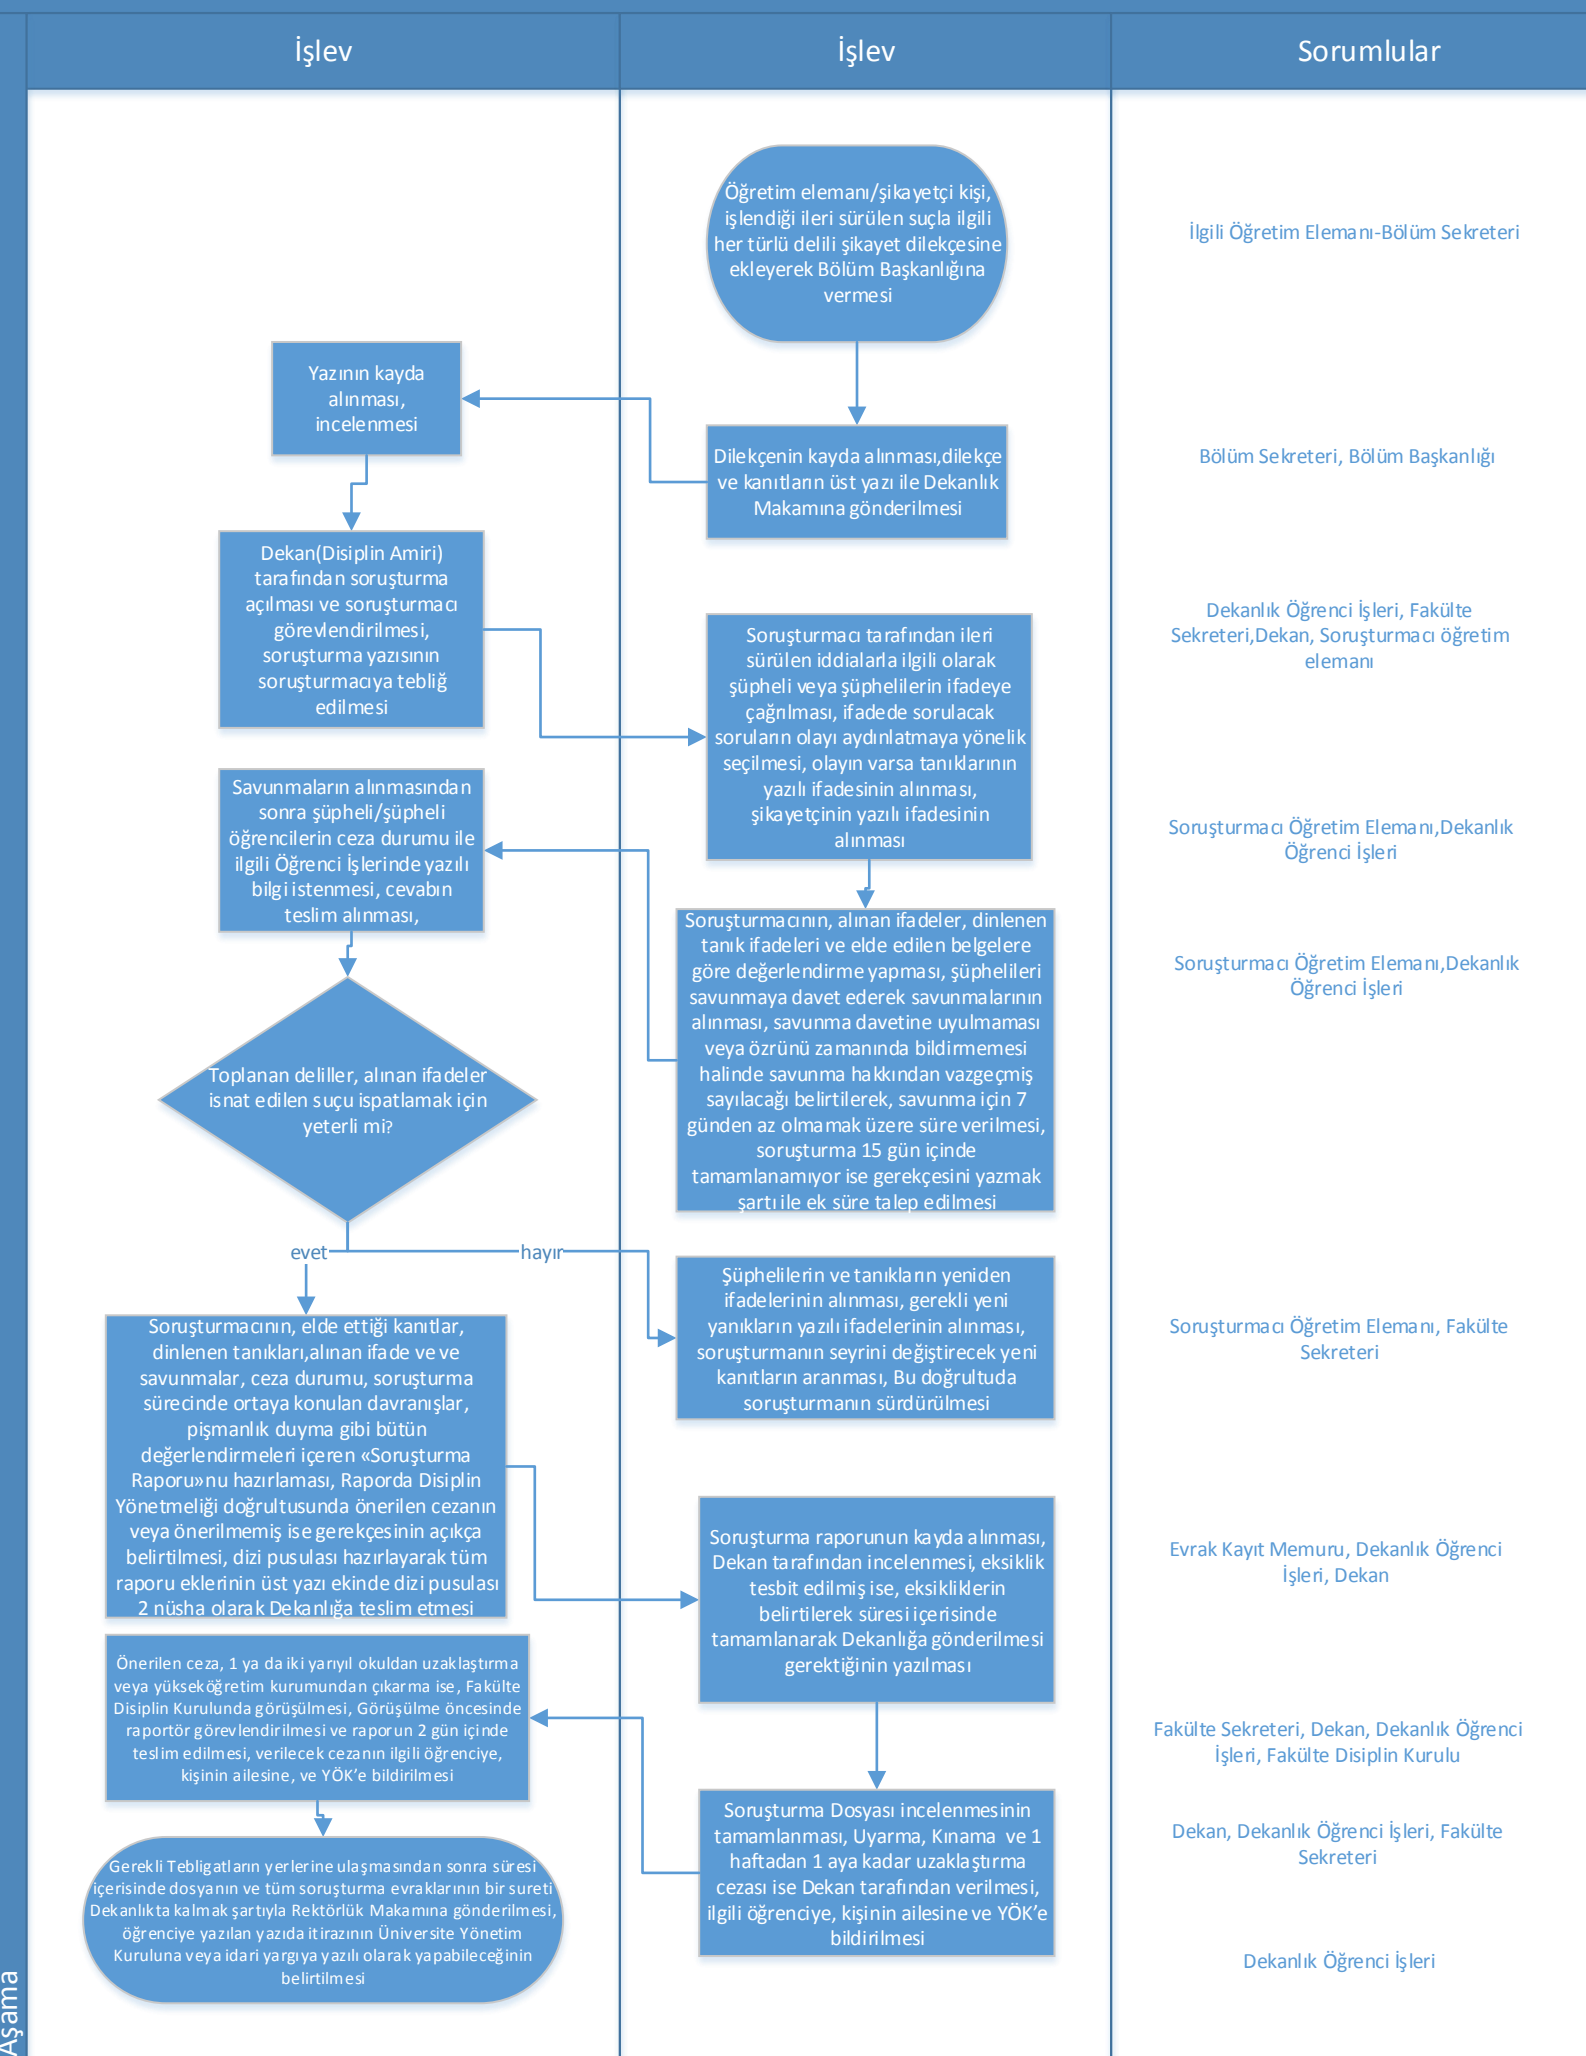 İşlev
İşlev
Sorumlular
Öğretim elemanı/şikayetçi kişi,
işlendiği ileri sürülen suçla ilgili
her türlü delili şikayet dilekçesine
ekleyerek Bölüm Başkanlığına
vermesi
İlgili Öğretim Elemanı-Bölüm Sekreteri
Yazının kayda
alınması,
incelenmesi
Dilekçenin kayda alınması,dilekçe
ve kanıtların üst yazı ile Dekanlık
Makamına gönderilmesi
Bölüm Sekreteri, Bölüm Başkanlığı
Dekan(Disiplin Amiri)
tarafından soruşturma
açılması ve soruşturmacı
görevlendirilmesi,
soruşturma yazısının
soruşturmacıya tebliğ
edilmesi
Soruşturmacı tarafından ileri
sürülen iddialarla ilgili olarak
şüpheli veya şüphelilerin ifadeye
çağrılması, ifadede sorulacak
soruların olayı aydınlatmaya yönelik
seçilmesi, olayın varsa tanıklarının
yazılı ifadesinin alınması,
şikayetçinin yazılı ifadesinin
alınması
Dekanlık Öğrenci İşleri, Fakülte
Sekreteri,Dekan, Soruşturmacı öğretim
elemanı
Savunmaların alınmasından
sonra şüpheli/şüpheli
öğrencilerin ceza durumu ile
ilgili Öğrenci İşlerinde yazılı
bilgi istenmesi, cevabın
teslim alınması,
Soruşturmacı Öğretim Elemanı,Dekanlık
Öğrenci İşleri
Soruşturmacının, alınan ifadeler, dinlenen
tanık ifadeleri ve elde edilen belgelere
göre değerlendirme yapması, şüphelileri
savunmaya davet ederek savunmalarının
alınması, savunma davetine uyulmaması
veya özrünü zamanında bildirmemesi
halinde savunma hakkından vazgeçmiş
sayılacağı belirtilerek, savunma için 7
günden az olmamak üzere süre verilmesi,
soruşturma 15 gün içinde
tamamlanamıyor ise gerekçesini yazmak
şartı ile ek süre talep edilmesi
Soruşturmacı Öğretim Elemanı,Dekanlık
Öğrenci İşleri
Toplanan deliller, alınan ifadeler
isnat edilen suçu ispatlamak için
yeterli mi?
evet
hayır
Şüphelilerin ve tanıkların yeniden
ifadelerinin alınması, gerekli yeni
yanıkların yazılı ifadelerinin alınması,
soruşturmanın seyrini değiştirecek yeni
kanıtların aranması, Bu doğrultuda
soruşturmanın sürdürülmesi
Soruşturmacı Öğretim Elemanı, Fakülte
Sekreteri
Soruşturmacının, elde ettiği kanıtlar,
dinlenen tanıkları,alınan ifade ve ve
savunmalar, ceza durumu, soruşturma
sürecinde ortaya konulan davranışlar,
pişmanlık duyma gibi bütün
değerlendirmeleri içeren «Soruşturma
Raporu»nu hazırlaması, Raporda Disiplin
Yönetmeliği doğrultusunda önerilen cezanın
veya önerilmemiş ise gerekçesinin açıkça
belirtilmesi, dizi pusulası hazırlayarak tüm
raporu eklerinin üst yazı ekinde dizi pusulası
2 nüsha olarak Dekanlığa teslim etmesi
Soruşturma raporunun kayda alınması,
Dekan tarafından incelenmesi, eksiklik
tesbit edilmiş ise, eksikliklerin
belirtilerek süresi içerisinde
tamamlanarak Dekanlığa gönderilmesi
gerektiğinin yazılması
Evrak Kayıt Memuru, Dekanlık Öğrenci
İşleri, Dekan
Önerilen ceza, 1 ya da iki yarıyıl okuldan uzaklaştırma
veya yükseköğretim kurumundan çıkarma ise, Fakülte
Disiplin Kurulunda görüşülmesi, Görüşülme öncesinde
raportör görevlendirilmesi ve raporun 2 gün içinde
teslim edilmesi, verilecek cezanın ilgili öğrenciye,
kişinin ailesine, ve YÖK'e bildirilmesi
Fakülte Sekreteri, Dekan, Dekanlık Öğrenci
İşleri, Fakülte Disiplin Kurulu
Soruşturma Dosyası incelenmesinin
tamamlanması, Uyarma, Kınama  ve 1
haftadan 1 aya kadar uzaklaştırma
cezası ise Dekan tarafından verilmesi,
ilgili öğrenciye, kişinin ailesine ve YÖK'e
bildirilmesi
Dekan, Dekanlık Öğrenci İşleri, Fakülte
Sekreteri
Gerekli Tebligatların yerlerine ulaşmasından sonra süresi
içerisinde dosyanın ve tüm soruşturma evraklarının bir sureti
Dekanlıkta kalmak şartıyla Rektörlük Makamına gönderilmesi,
öğrenciye yazılan yazıda itirazının Üniversite Yönetim
Kuruluna veya idari yargıya yazılı olarak yapabileceğinin
belirtilmesi
Dekanlık Öğrenci İşleri
Aşama